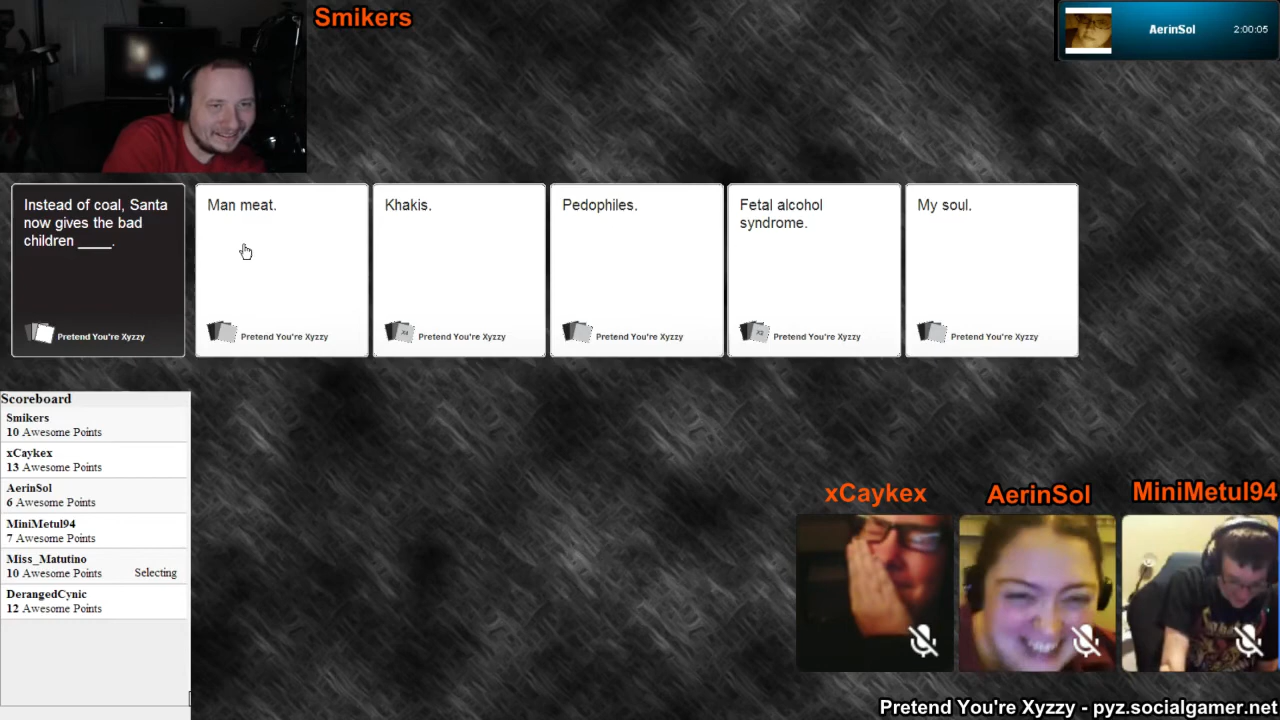 Smikers
AerinSol 2:00:05
Instead of coal, Santa
now gives the bad
children ____.
Pretend You're Xyzzy
Man meat.
Pretend You're Xyzzy
Khakis.
X1
Pretend You're Xyzzy
Pedophiles.
Pretend You're Xyzzy
Fetal alcohol
syndrome.
X2
Pretend You're Xyzzy
My soul.
Pretend You're Xyzzy
Scoreboard
Smikers
10 Awesome Points
xCaykex
13 Awesome Points
AerinSol
6 Awesome Points
MiniMetul94
7 Awesome Points
Miss_Matutino
10 Awesome Points Selecting
DerangedCynic
12 Awesome Points
xCaykex
AerinSol
MiniMetul94
Pretend You're Xyzzy - pyz.socialgamer.net